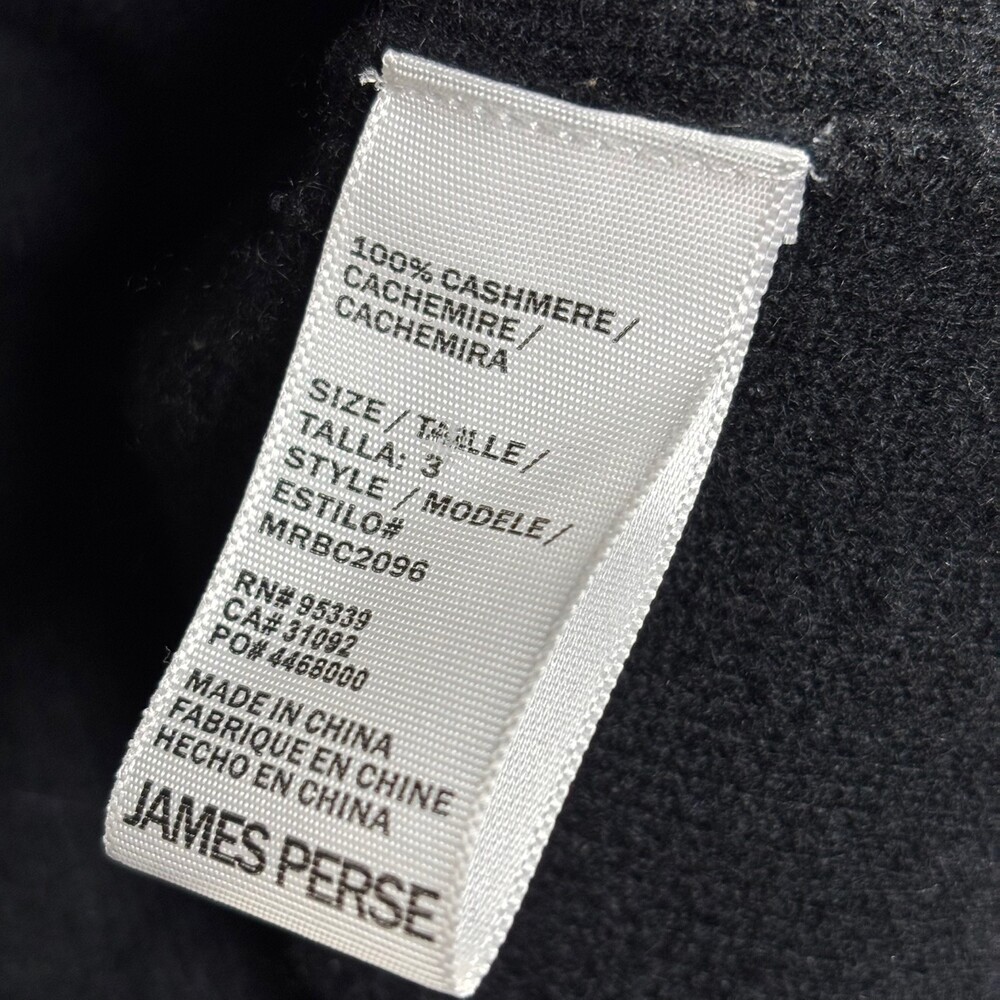 100% CASHMERE /
CACHEMIRE /
CACHEMIRA
SIZE / TAILLE /
TALLA: 3
STYLE / MODELE /
ESTILO#
MRBC2096
RN# 95339
CA# 31092
PO# 4468000
MADE IN CHINA
FABRIQUE EN CHINE
HECHO EN CHINA
JAMES PERSE